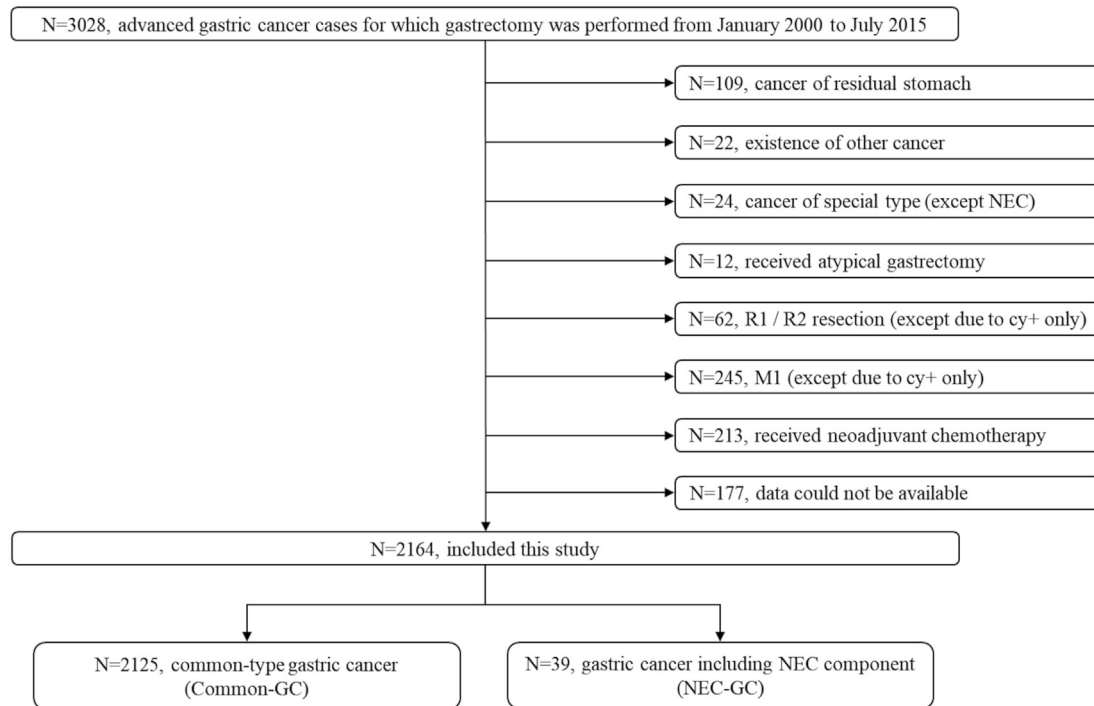 N=3028, advanced gastric cancer cases for which gastrectomy was performed from January 2000 to July 2015
N=109, cancer of residual stomach
N=22, existence of other cancer
N=24, cancer of special type (except NEC)
N=12, received atypical gastrectomy
N=62, R1 / R2 resection (except due to cy+ only)
N=245, M1 (except due to cy+ only)
N=213, received neoadjuvant chemotherapy
N=177, data could not be available
N=2164, included this study
N=2125, common-type gastric cancer
(Common-GC)
N=39, gastric cancer including NEC component
(NEC-GC)